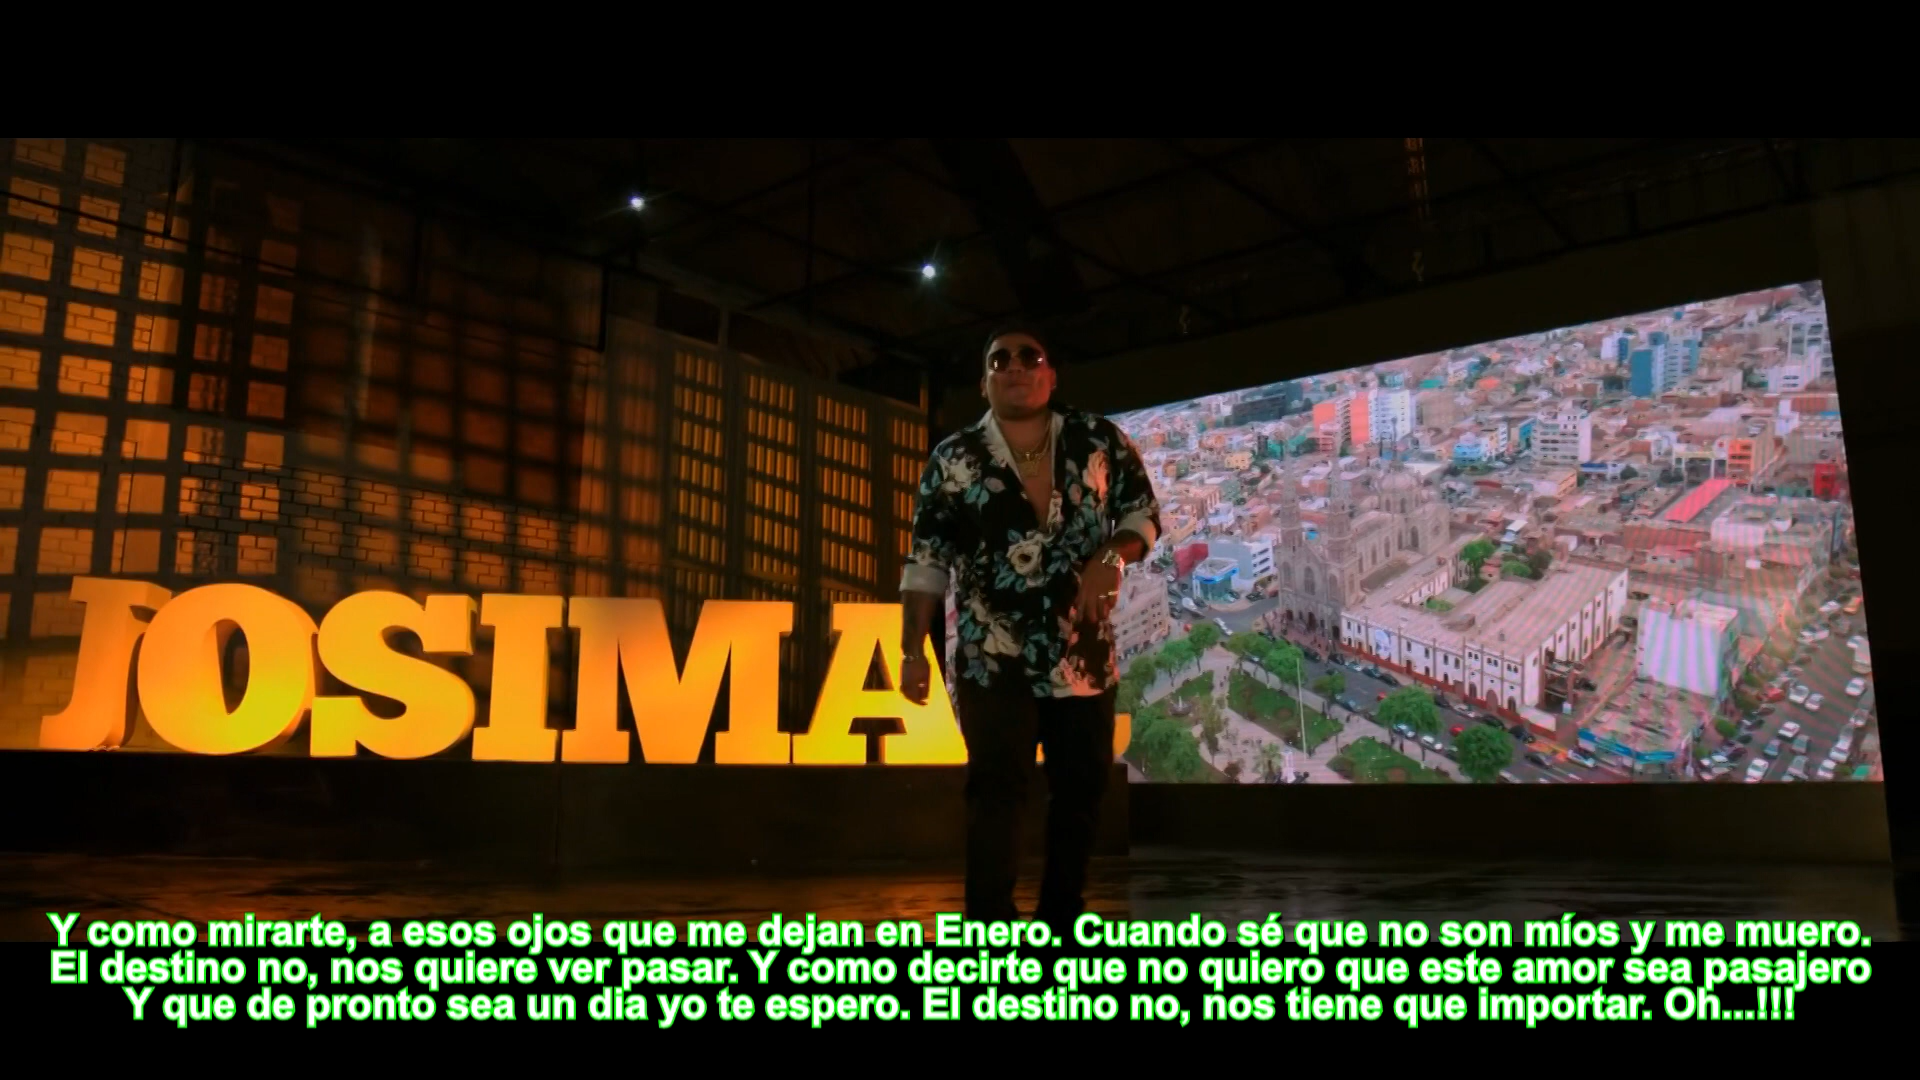 JOSIMA
Y como mirarte, a esos ojos que me dejan en Enero. Cuando sé que no son míos y me muero.
El destino no, nos quiere ver pasar. Y como decirte que no quiero que este amor sea pasajero
Y que de pronto sea un dia yo te espero. El destino no, nos tiene que importar. Oh...!!!